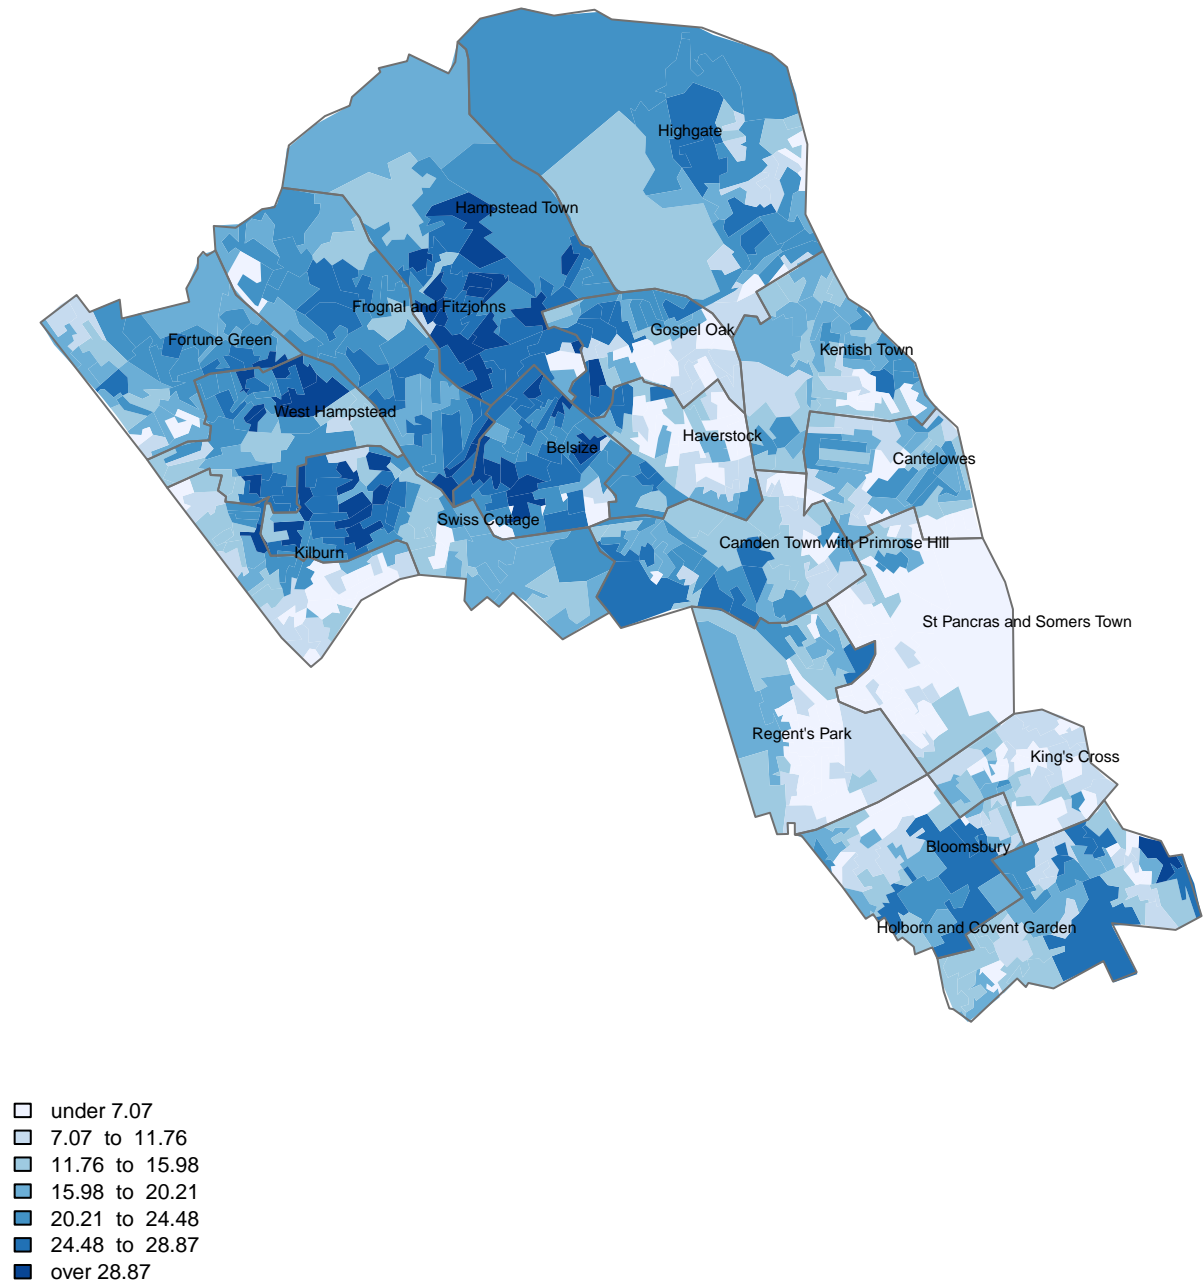 Highgate
Hampstead Town
Frognal and Fitzjohns
Gospel Oak
Fortune Green
Kentish Town
West Hampstead
Haverstock
Belsize
Cantelowes
Swiss Cottage
Camden Town with Primrose Hill
Kilburn
St Pancras and Somers Town
Regent's Park
King's Cross
Bloomsbury
Holborn and Covent Garden
under 7.07
7.07 to 11.76
11.76 to 15.98
15.98 to 20.21
20.21 to 24.48
24.48 to 28.87
over 28.87